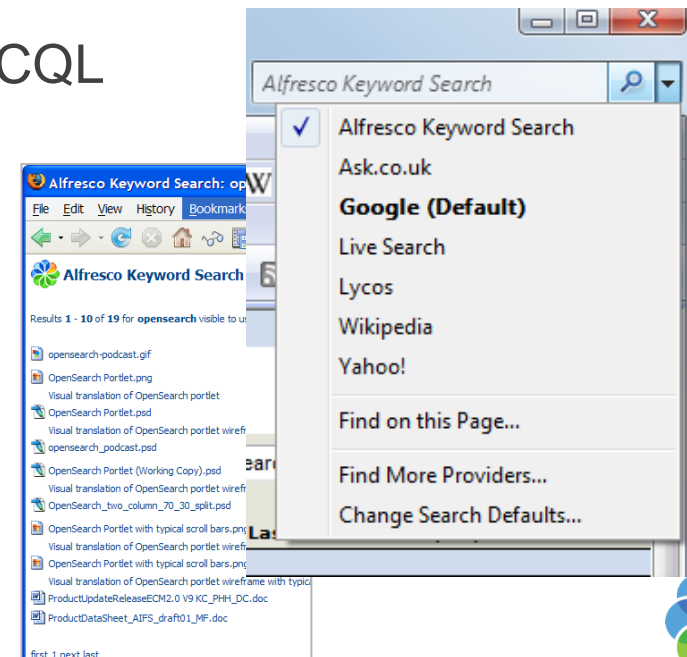 CQL
Alfresco Keyword Search
Alfresco Keyword Search
Ask.co.uk
Google (Default)
Live Search
Lycos
Wikipedia
Yahoo!
Find on this Page...
Find More Providers...
Change Search Defaults...
Alfresco Keyword Search: op
File Edit View History Bookmark
Alfresco Keyword Search
Results 1 - 10 of 19 for opensearch visible to u
opensearch-podcast.gif
OpenSearch Portlet.png
Visual translation of OpenSearch portlet
OpenSearch Portlet.psd
Visual translation of OpenSearch portlet wirefr
opensearch_podcast.psd
OpenSearch Portlet (Working Copy).psd
Visual translation of OpenSearch portlet wirefr
OpenSearch_two_column_70_30_split.psd
OpenSearch Portlet with typical scroll bars.png
Visual translation of OpenSearch portlet wirefr
OpenSearch Portlet with typical scroll bars.png
Visual translation of OpenSearch portlet wireframe with typica
ProductUpdateReleaseECM2.0 V9 KC_PHH_DC.doc
ProductDataSheet_AIFS_draft01_MF.doc
first 1 next last